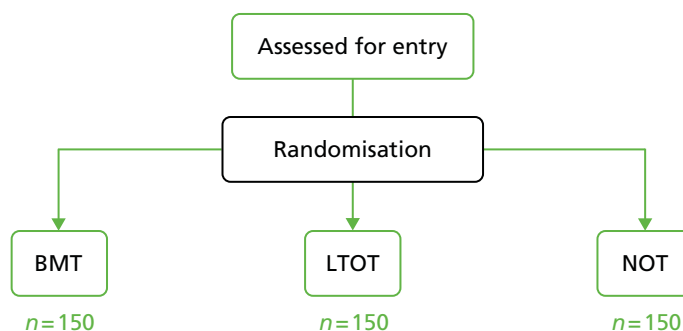 Assessed for entry
Randomisation
BMT
LTOT
NOT
n=150
n=150
n=150